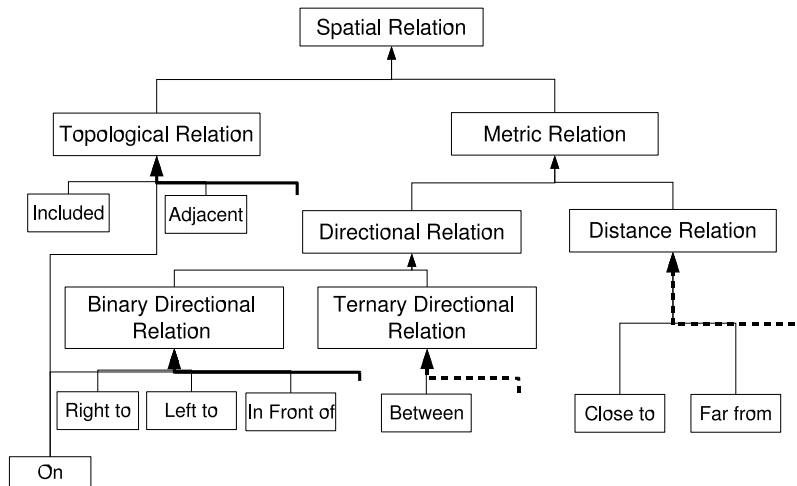 Spatial Relation
Topological Relation
Metric Relation
Included
Adjacent
Directional Relation
Distance Relation
Binary Directional
Relation
Ternary Directional
Relation
Right to
Left to
In Front of
Between
Close to
Far from
On